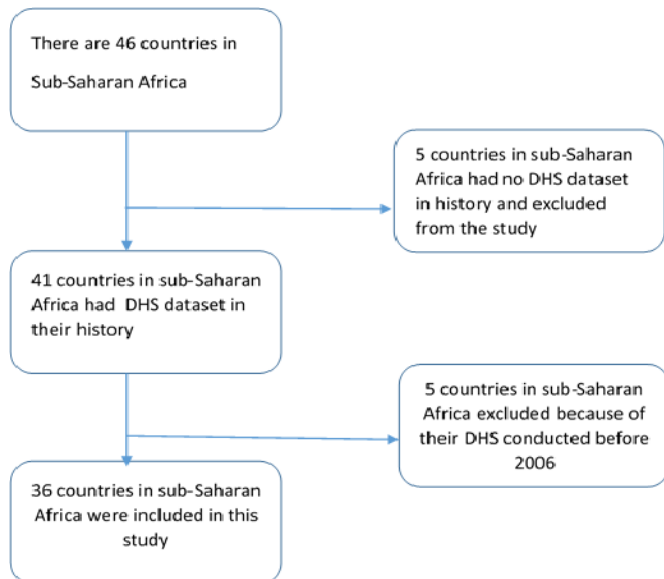 There are 46 countries in
Sub-Saharan Africa
5 countries in sub-Saharan
Africa had no DHS dataset
in history and excluded
from the study
41 countries in sub-Saharan
Africa had DHS dataset in
their history
5 countries in sub-Saharan
Africa excluded because of
their DHS conducted before
2006
36 countries in sub-Saharan
Africa were included in this
study